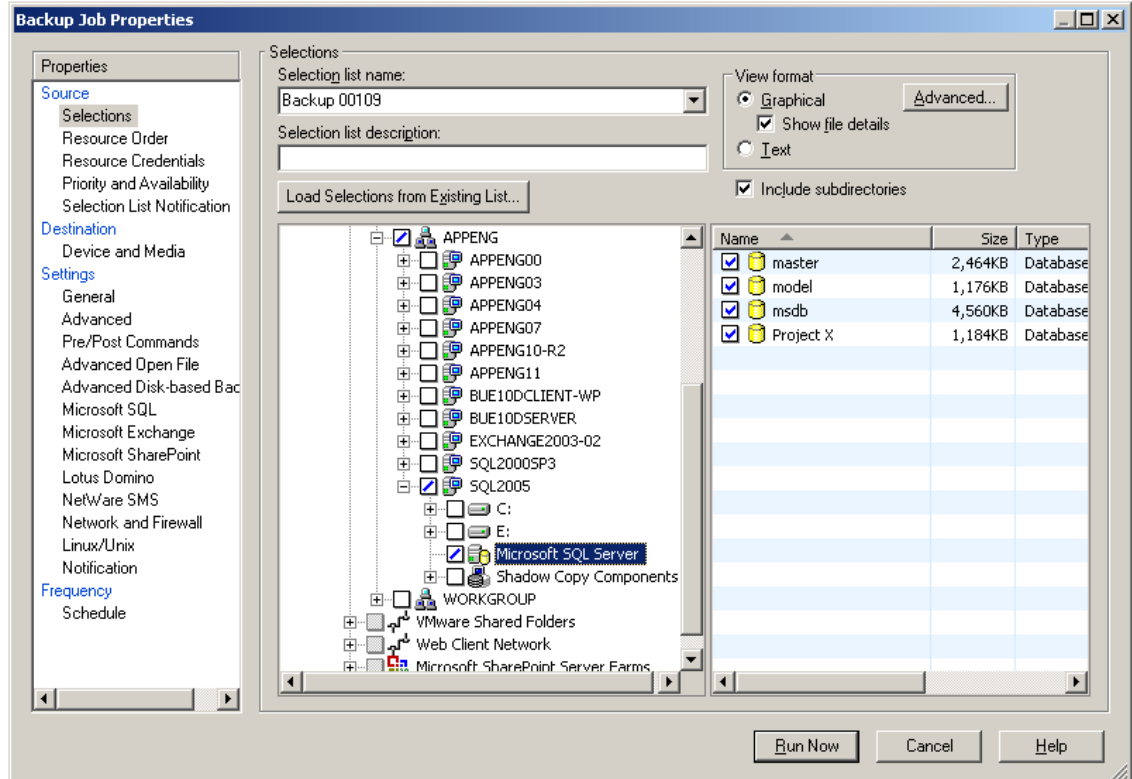 Backup Job Properties
Properties
Source
Selections
Resource Order
Resource Credentials
Priority and Availability
Selection List Notification
Destination
Device and Media
Settings
General
Advanced
Pre/Post Commands
Advanced Open File
Advanced Disk-based Bac
Microsoft SQL
Microsoft Exchange
Microsoft SharePoint
Lotus Domino
NetWare SMS
Network and Firewall
Linux/Unix
Notification
Frequency
Schedule
Selections
Selection list name:
Backup 00109
Selection list description:
Load Selections from Existing List...
View format
Graphical
Advanced...
Show file details
Text
Include subdirectories
APPENG
APPENG00
APPENG03
APPENG04
APPENG07
APPENG10-R2
APPENG11
BUE10DCLIENT-WP
BUE10DSERVER
EXCHANGE2003-02
SQL2000SP3
SQL2005
C:
E:
Microsoft SQL Server
Shadow Copy Components
WORKGROUP
VMware Shared Folders
Web Client Network
Microsoft SharePoint Server Farms
Name Size Type
master 2,464KB Database
model 1,176KB Database
msdb 4,560KB Database
Project X 1,184KB Database
Run Now Cancel Help